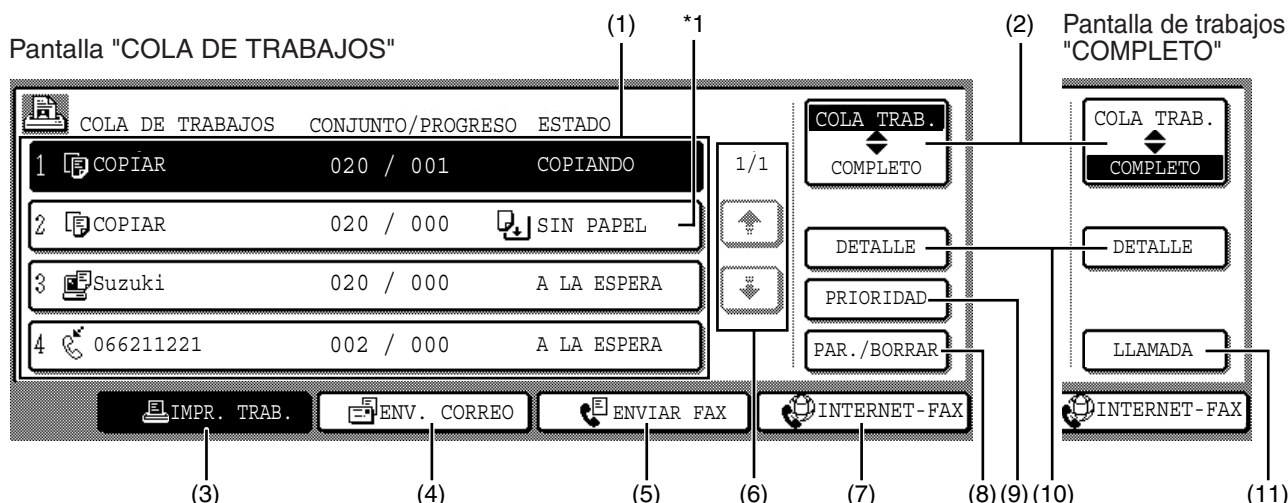 (1) *1 (2) Pantalla de trabajos
Pantalla "COLA DE TRABAJOS" "COMPLETO"
COLA DE TRABAJOS CONJUNTO/PROGRESO ESTADO
1 COPIAR 020 / 001 COPIANDO
2 COPIAR 020 / 000 SIN PAPEL
3 Suzuki 020 / 000 A LA ESPERA
4 066211221 002 / 000 A LA ESPERA
1/1
COLA TRAB.
COMPLETO
DETALLE
PRIORIDAD
PAR./BORRAR
COLA TRAB.
COMPLETO
DETALLE
LLAMADA
IMPR. TRAB. ENV. CORREO ENVIAR FAX INTERNET-FAX INTERNET-FAX
(3) (4) (5) (6) (7) (8) (9) (10) (11)